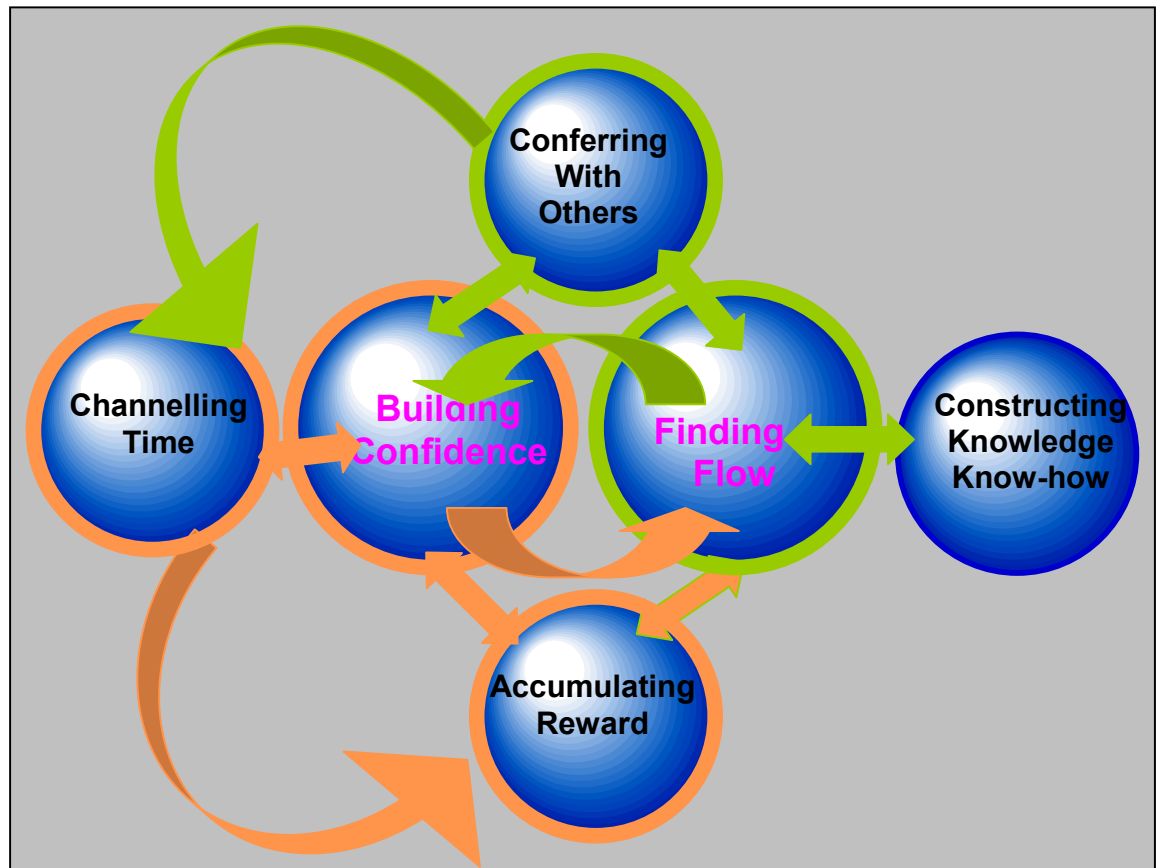 Conferring
With
Others
Channelling
Time
Building
Confidence
Finding
Flow
Constructing
Knowledge
Know-how
Accumulating
Reward